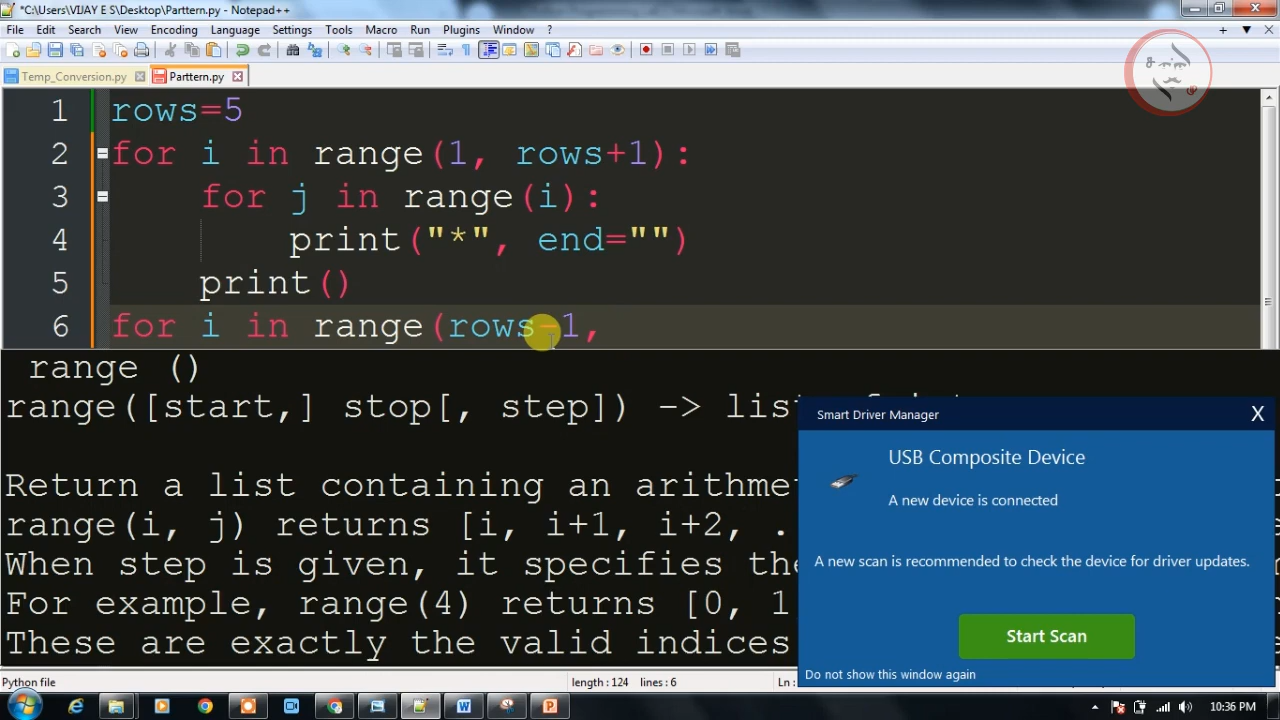 *C:\Users\VIJAY E S\Desktop\Parttern.py - Notepad++
File Edit Search View Encoding Language Settings Tools Macro Run Plugins Window ? + ▼ X
Temp_Conversion.py Parttern.py
1 rows=5
2 for i in range(1, rows+1):
3 for j in range(i):
4 print("*", end="")
5 print()
6 for i in range(rows-1,
range ()
range([start,] stop[, step]) -> list of
Return a list containing an arithme
range(i, j) returns [i, i+1, i+2, .
When step is given, it specifies the
For example, range(4) returns [0, 1
These are exactly the valid indices
Smart Driver Manager X
USB Composite Device
A new device is connected
A new scan is recommended to check the device for driver updates.
Start Scan
Do not show this window again
Python file length : 124 lines : 6 Ln :
10:36 PM